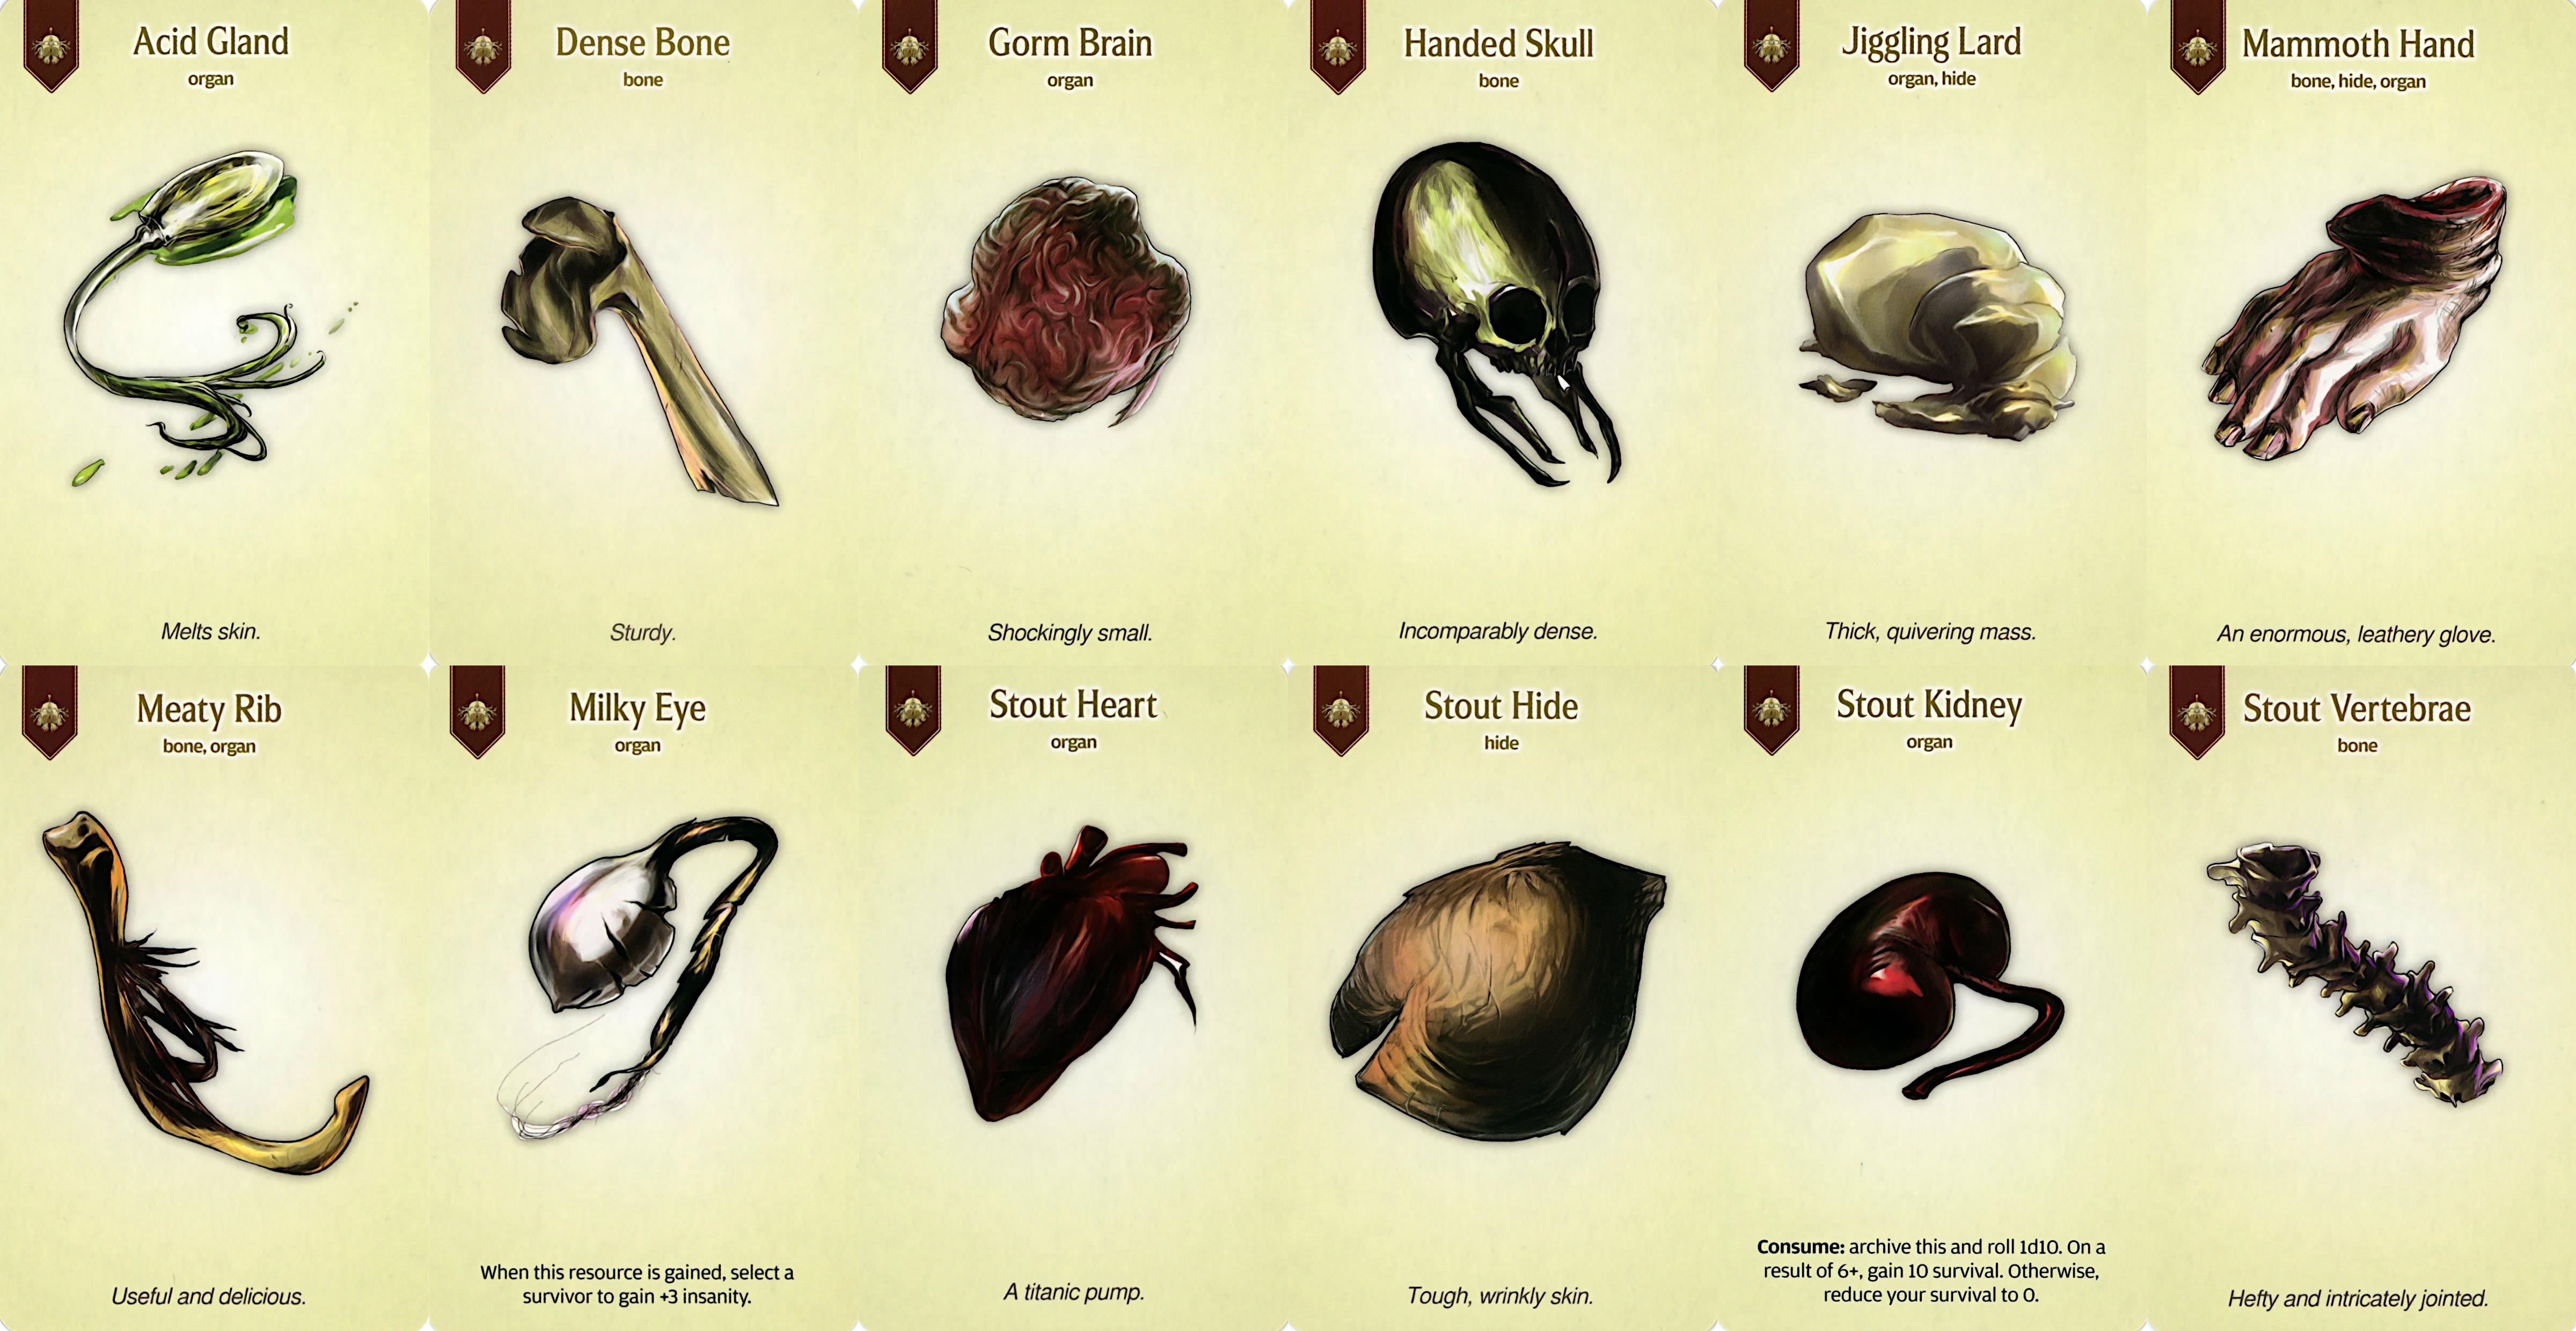 Acid Gland
organ
Melts skin.
Dense Bone
bone
Sturdy.
Gorm Brain
organ
Shockingly small.
Handed Skull
bone
Incomparably dense.
Jiggling Lard
organ, hide
Thick, quivering mass.
Mammoth Hand
bone, hide, organ
An enormous, leathery glove.
Meaty Rib
bone, organ
Useful and delicious.
Milky Eye
organ
When this resource is gained, select a
survivor to gain +3 insanity.
Stout Heart
organ
A titanic pump.
Stout Hide
hide
Tough, wrinkly skin.
Stout Kidney
organ
Consume: archive this and roll 1d10. On a
result of 6+, gain 10 survival. Otherwise,
reduce your survival to 0.
Stout Vertebrae
bone
Hefty and intricately jointed.